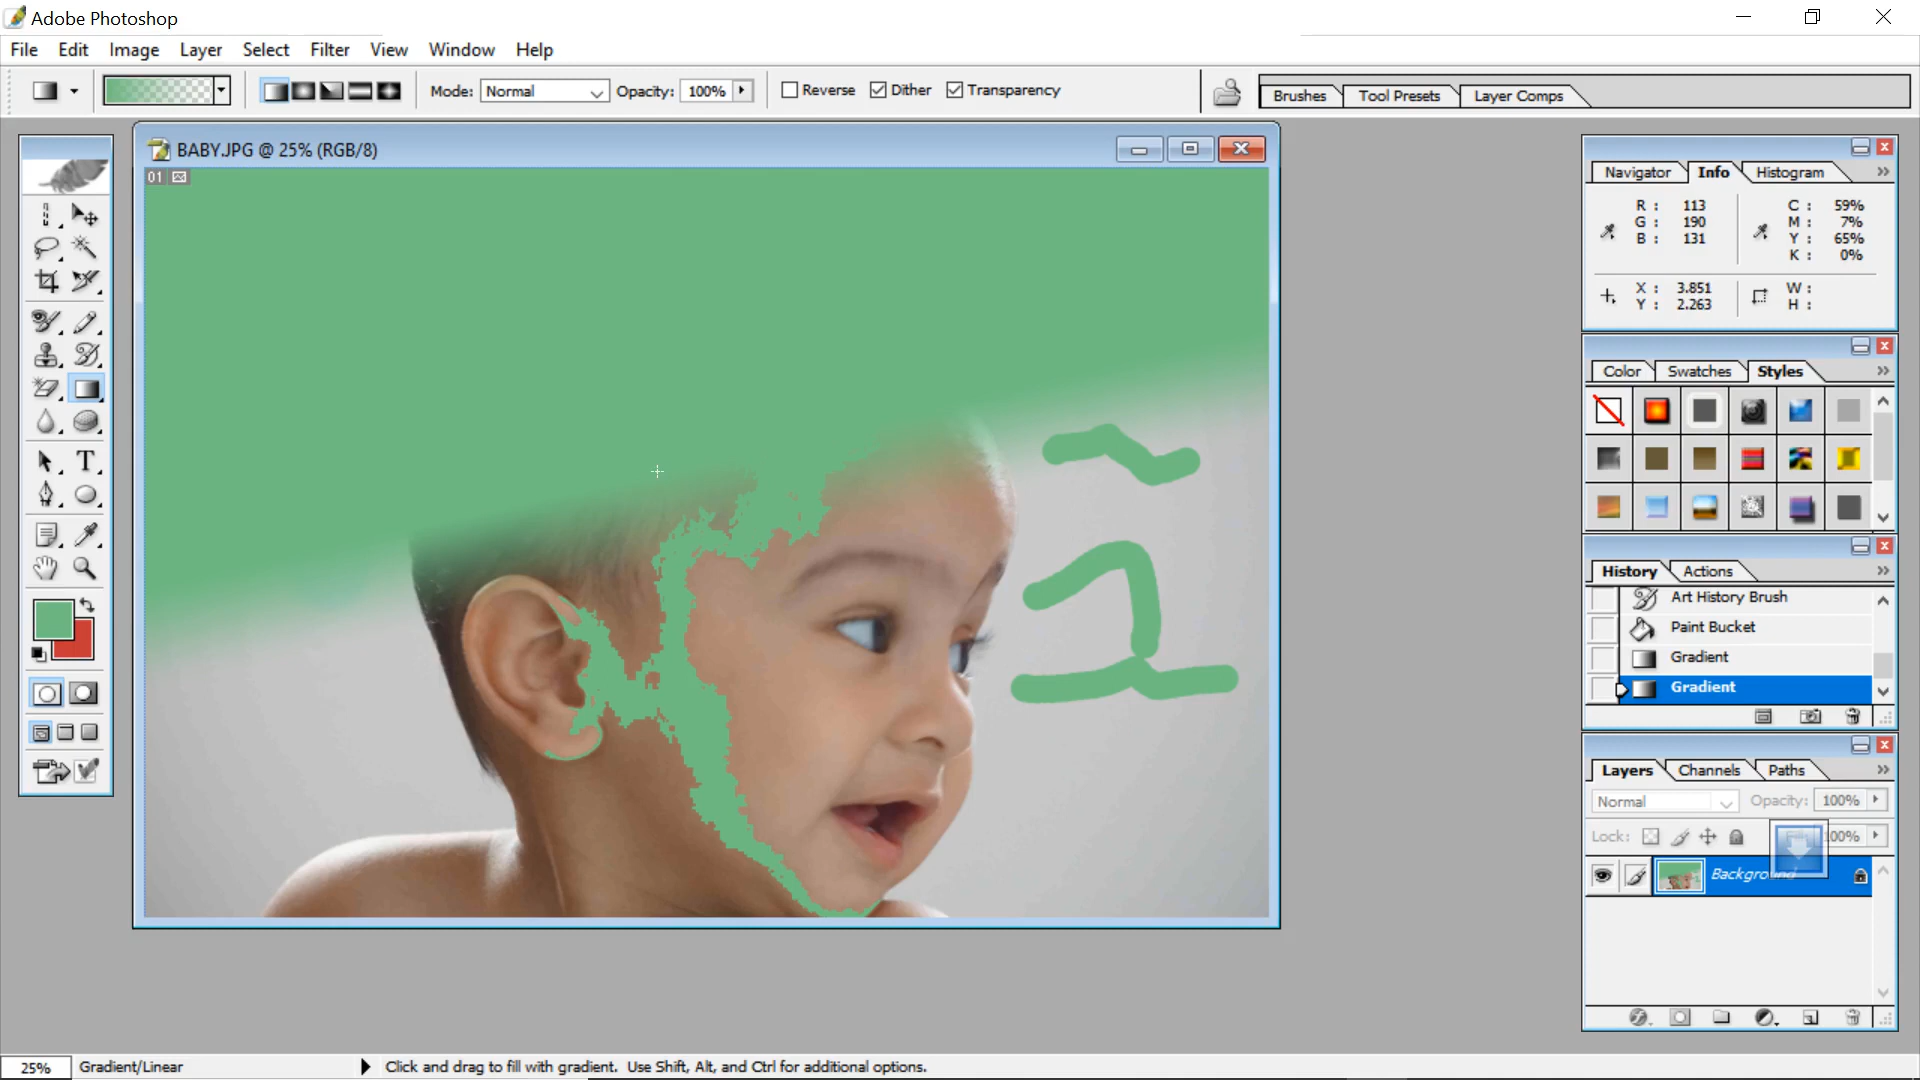 Adobe Photoshop
File Edit Image Layer Select Filter View Window Help
Mode: Normal Opacity: 100% Reverse Dither Transparency Brushes Tool Presets Layer Comps
BABY.JPG @ 25% (RGB/8)
01
Navigator Info Histogram
R : 113 C : 59%
G : 190 M : 7%
B : 131 Y : 65%
K : 0%
X : 3.851 W :
Y : 2.263 H :
Color Swatches Styles
History Actions
Art History Brush
Paint Bucket
Gradient
Gradient
Layers Channels Paths
Normal Opacity: 100%
Lock: 100%
Background
T
25% Gradient/Linear Click and drag to fill with gradient. Use Shift, Alt, and Ctrl for additional options.